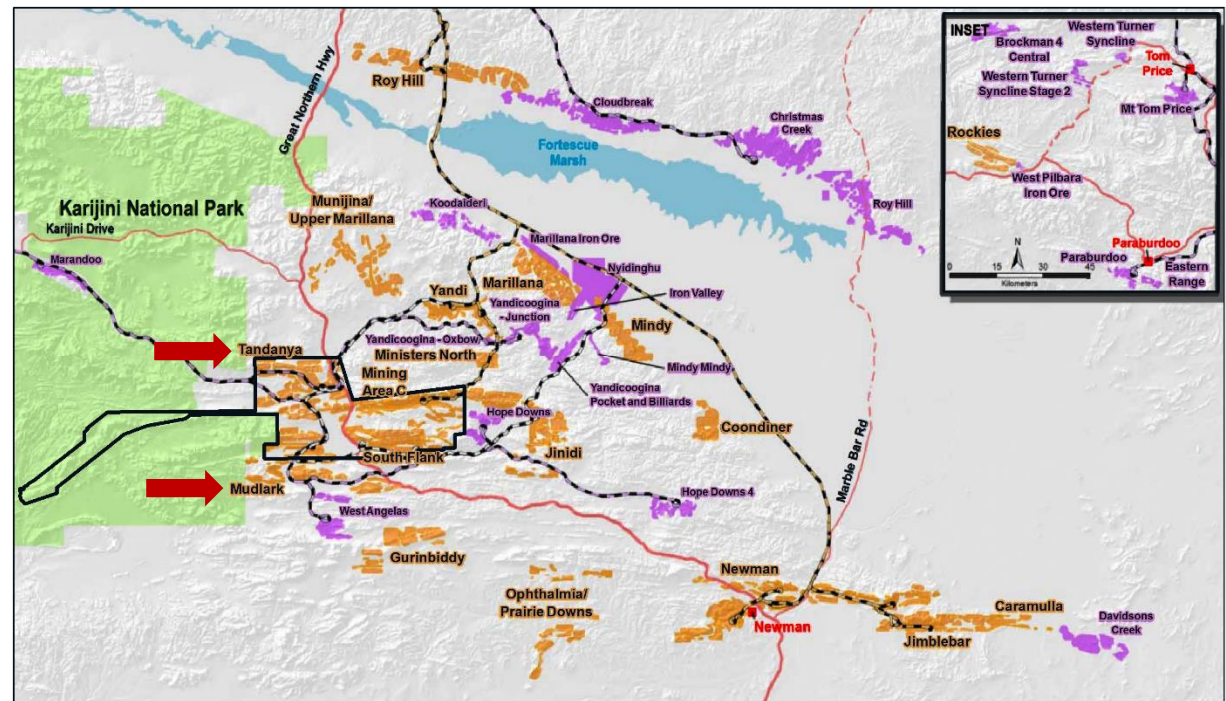 INSET
Western Turner
Syncline
Brockman 4
Central
Tom
Price
Western Turner
Syncline Stage 2
Mt Tom Price
Rockies
West Pilbara
Iron Ore
Paraburdoo
Paraburdoo
Eastern
Range
N
0 15 30 45 60
Kilometers
Great Northern Hwy
Roy Hill
Cloudbreak
Christmas
Creek
Fortescue
Marsh
Roy Hill
Karijini National Park
Karijini Drive
Munjina/
Upper Marillana
Koodaideri
Marillana Iron Ore
Nyidinghu
Marandoo
Marillana
Iron Valley
Yandi
Yandicoogina
-Junction
Mindy
Yandicoogina - Oxbow
Tandanya
Ministers North
Mining
Area C
Mindy Mindy
Yandicoogina
Pocket and Billiards
Hope Downs
Coondiner
Marble Bar Rd
Jinidi
South Flank
Mudlark
Hope Downs 4
West Angelas
Gurinbiddy
Newman
Ophthalmia/
Prairie Downs
Caramulla
Newman
Jimblebar
Davidsons
Creek